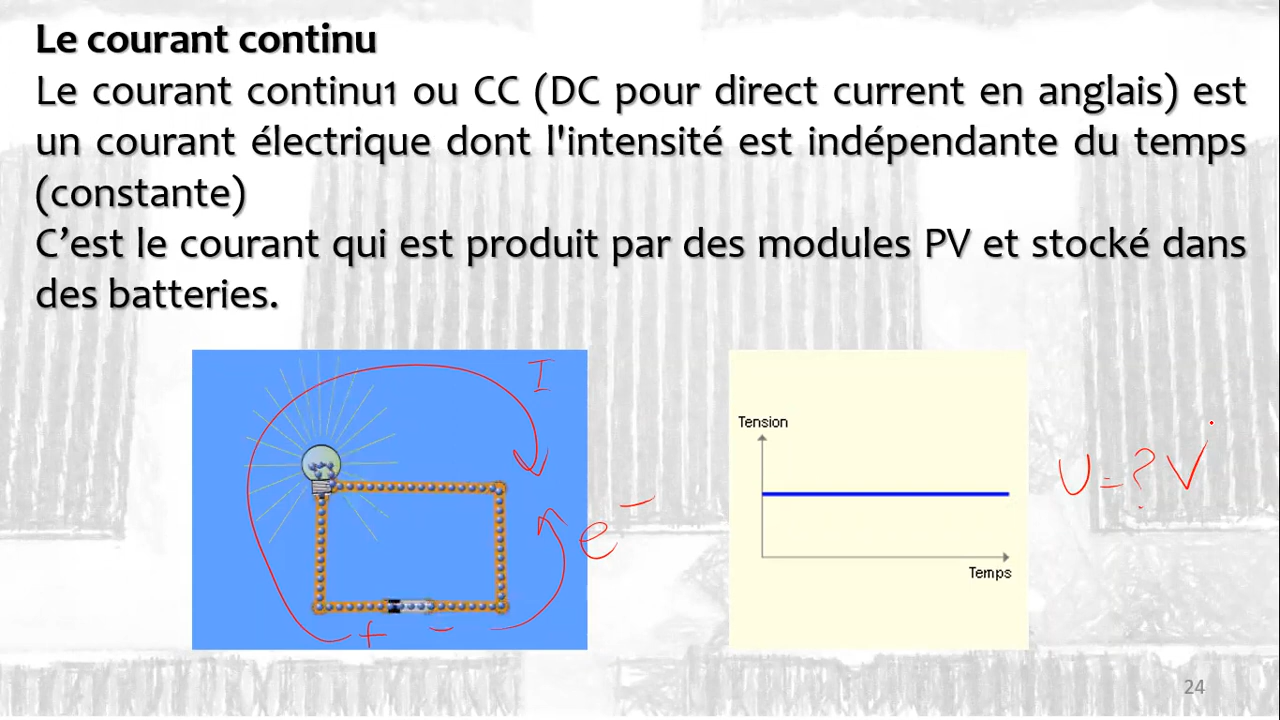 Le courant continu
Le courant continu1 ou CC (DC pour direct current en anglais) est
un courant électrique dont l'intensité est indépendante du temps
(constante)
C’est le courant qui est produit par des modules PV et stocké dans
des batteries.
I
Tension
U = ? V
e⁻
Temps
+ -
24